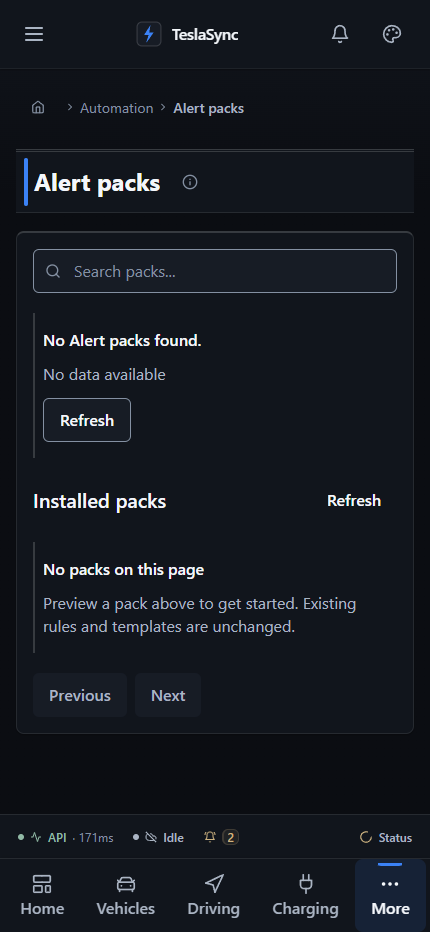 TeslaSync
Automation
Alert packs
Alert packs
Search packs...
No Alert packs found.
No data available
Refresh
Installed packs
Refresh
No packs on this page
Preview a pack above to get started. Existing
rules and templates are unchanged.
Previous
Next
API · 171ms
Idle
2
Status
Home
Vehicles
Driving
Charging
More